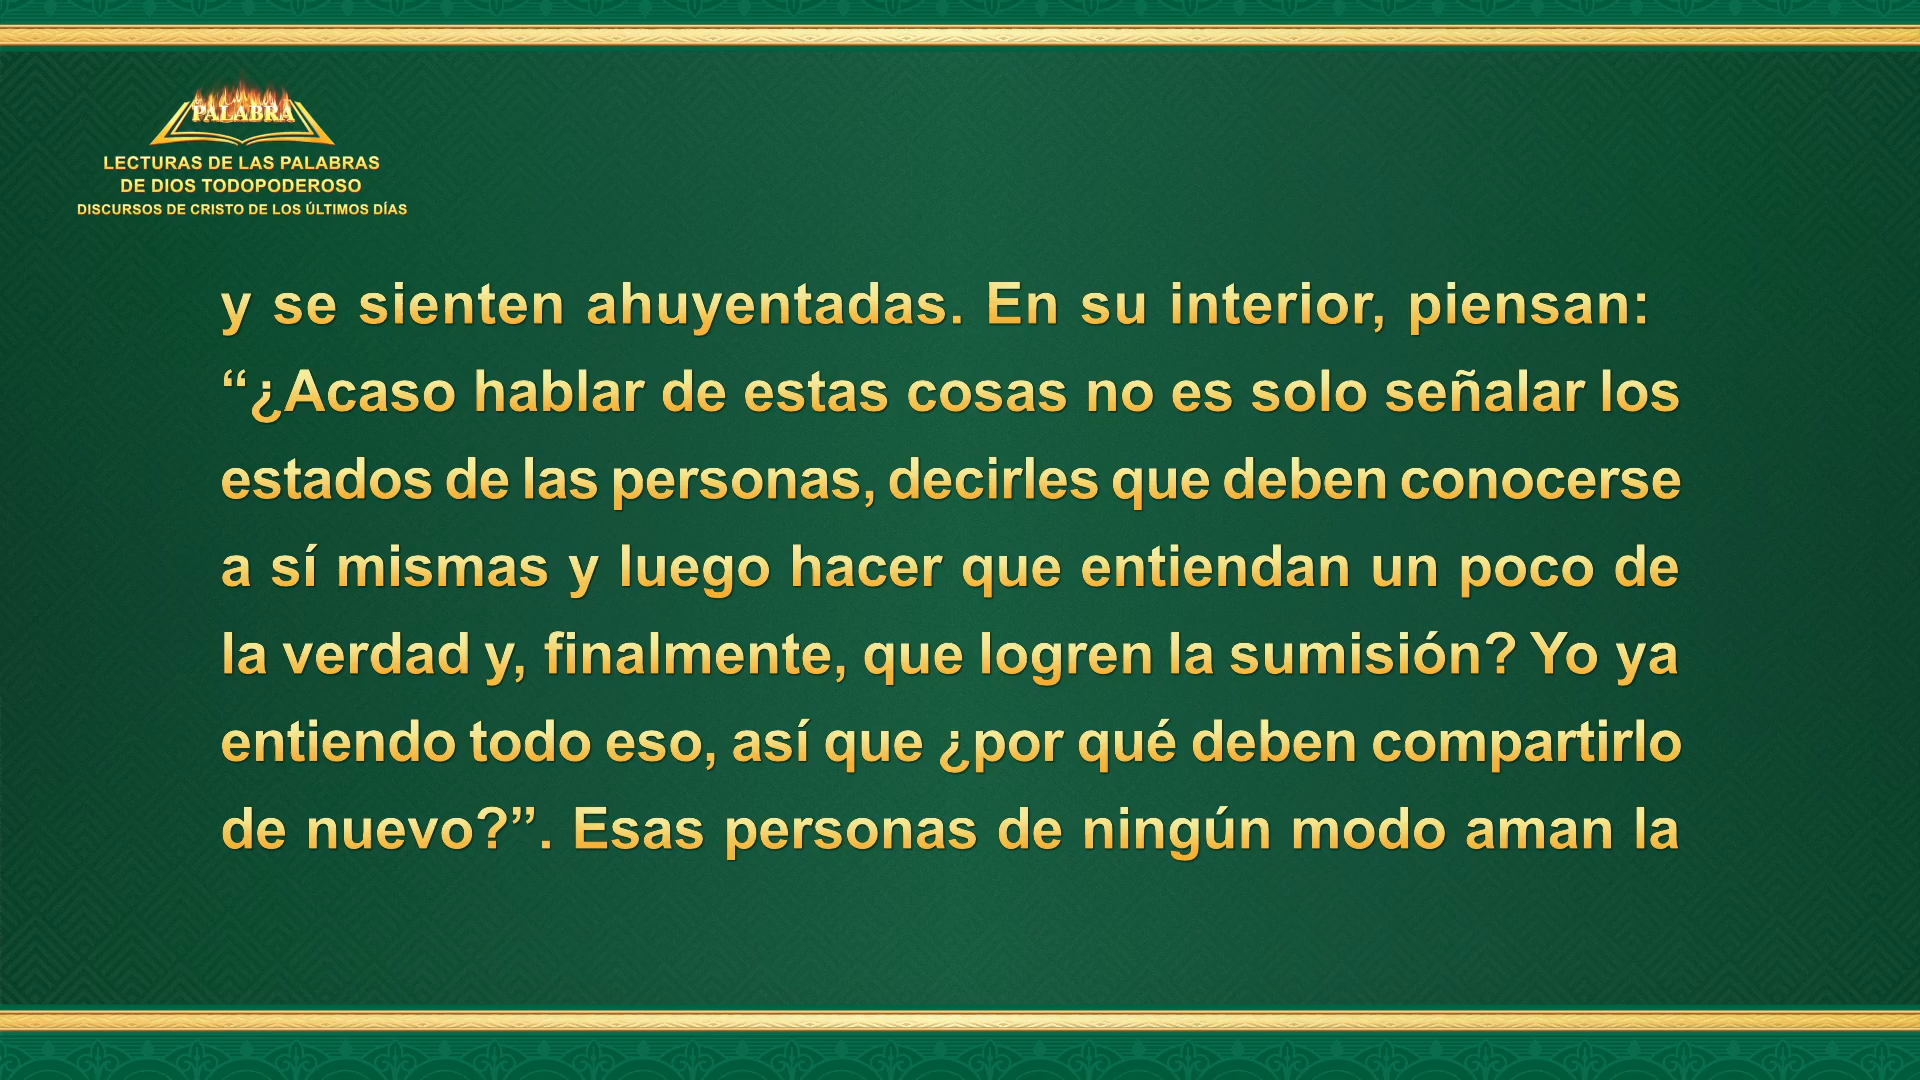 PALABRA
LECTURAS DE LAS PALABRAS
DE DIOS TODOPODEROSO
DISCURSOS DE CRISTO DE LOS ÚLTIMOS DÍAS
y se sienten ahuyentadas. En su interior, piensan:
“¿Acaso hablar de estas cosas no es solo señalar los
estados de las personas, decirles que deben conocerse
a sí mismas y luego hacer que entiendan un poco de
la verdad y, finalmente, que logren la sumisión? Yo ya
entiendo todo eso, así que ¿por qué deben compartirlo
de nuevo?”. Esas personas de ningún modo aman la